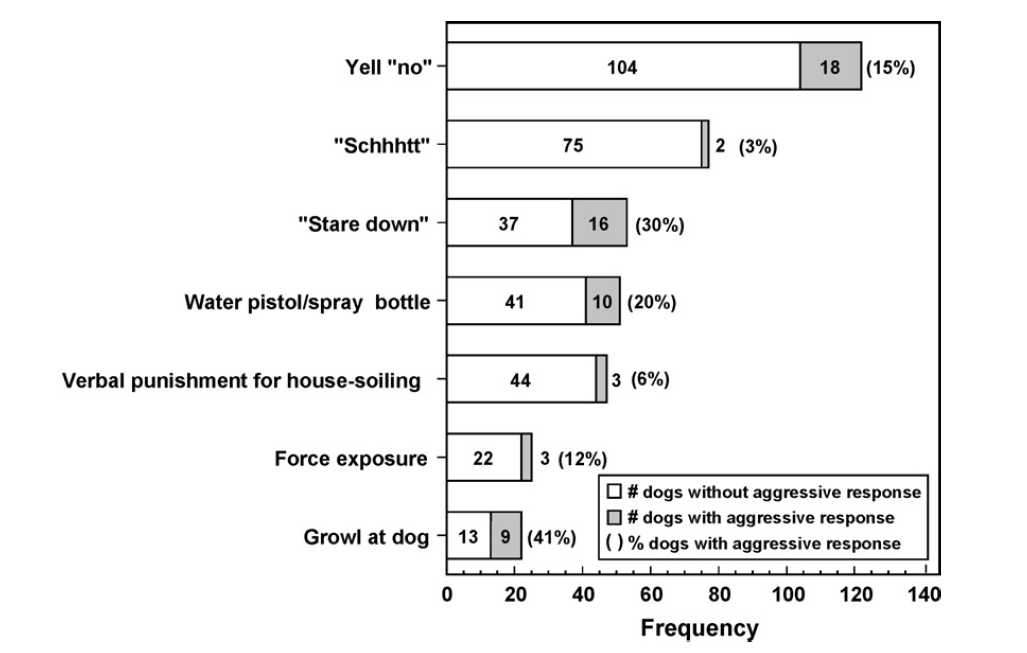 Yell "no" 104 18 (15%)
"Schhhtt" 75 2 (3%)
"Stare down" 37 16 (30%)
Water pistol/spray bottle 41 10 (20%)
Verbal punishment for house-soiling 44 3 (6%)
Force exposure 22 3 (12%)
Growl at dog 13 9 (41%)
# dogs without aggressive response
# dogs with aggressive response
( ) % dogs with aggressive response
0 20 40 60 80 100 120 140
Frequency